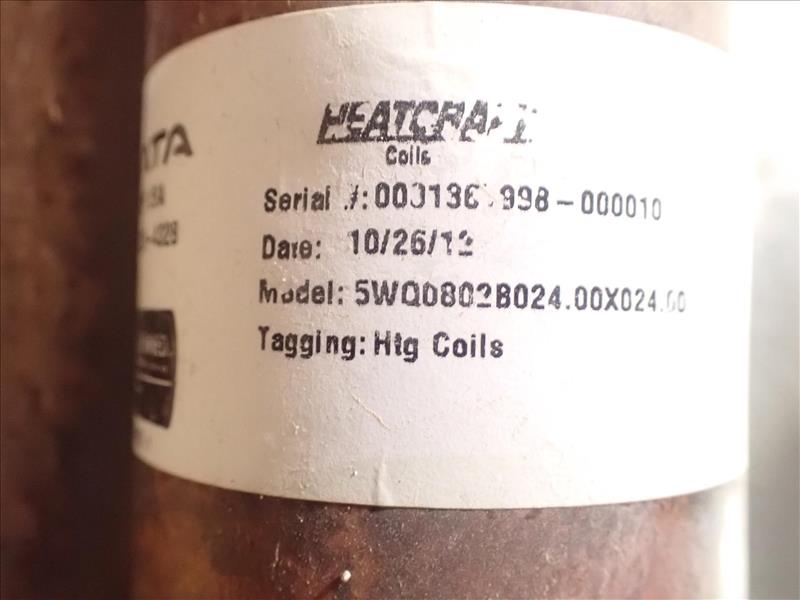 HEATCRAFT
Coils
Serial #: 998-000010
Date: 10/26/12
Model: 5WQ0802B024.00X024.00
Tagging: Htg Coils